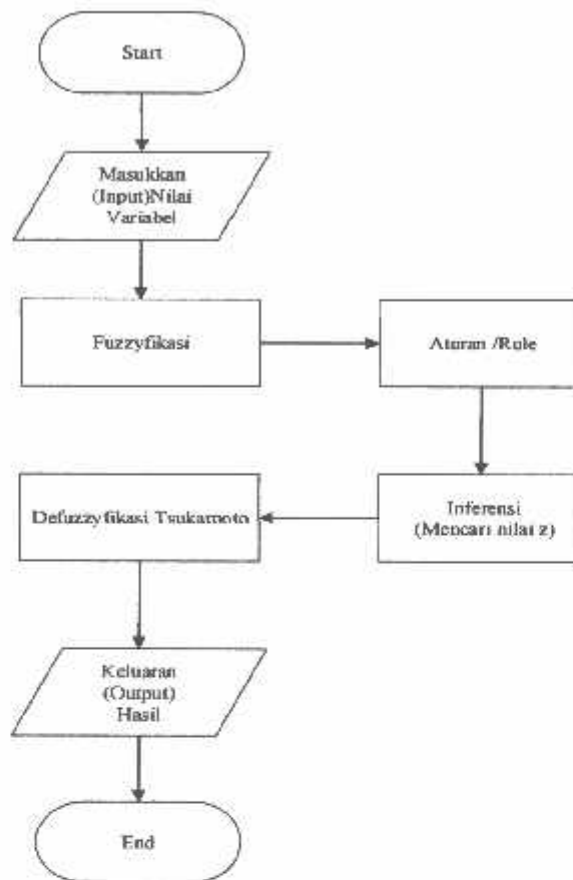 Start
Masukkan
(Input)Nilai
Variabel
Fuzzyfikasi
Aturan /Rule
Inferensi
(Mencari nilai z)
Defuzzyfikasi Tsukamoto
Keluaran
(Output)
Hasil
End